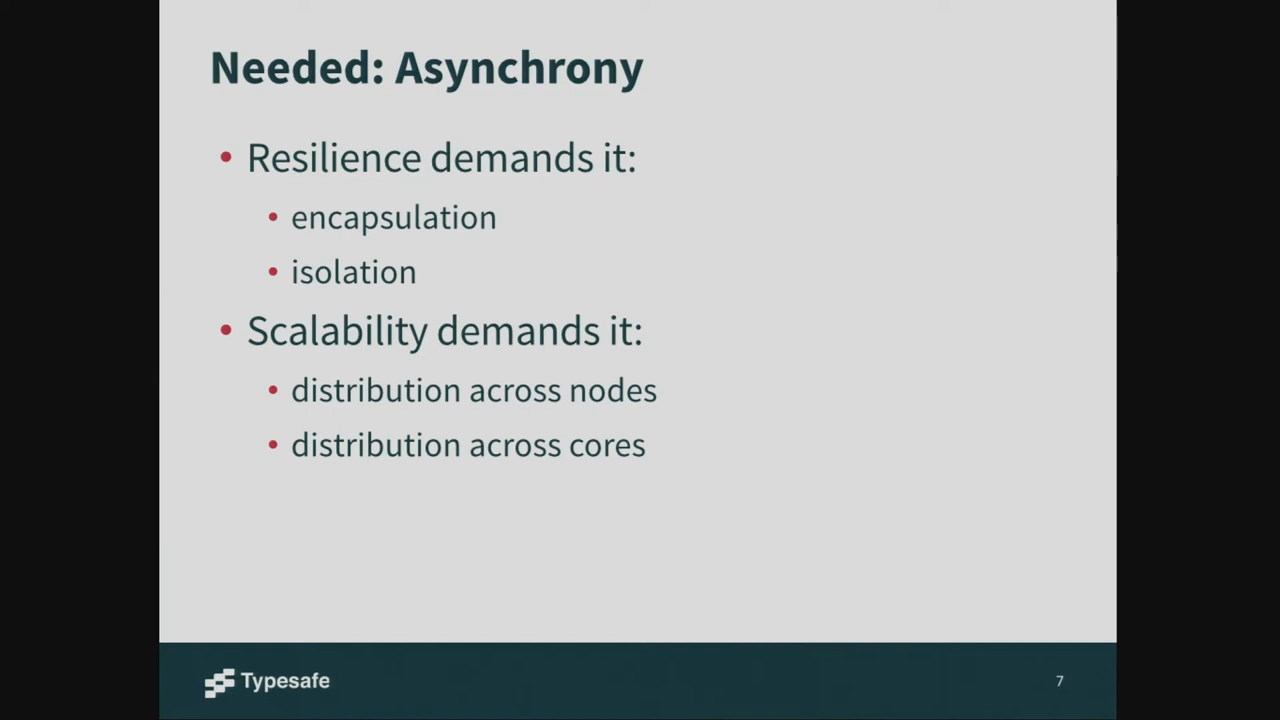 Needed: Asynchrony
• Resilience demands it:
• encapsulation
• isolation
• Scalability demands it:
• distribution across nodes
• distribution across cores
Typesafe
7